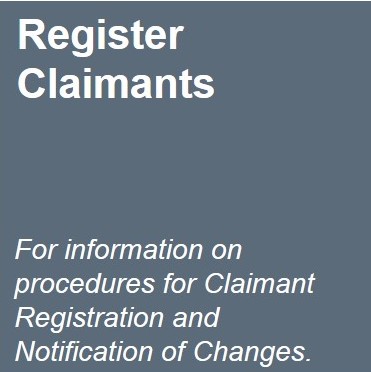 Register
Claimants
For information on
procedures for Claimant
Registration and
Notification of Changes.